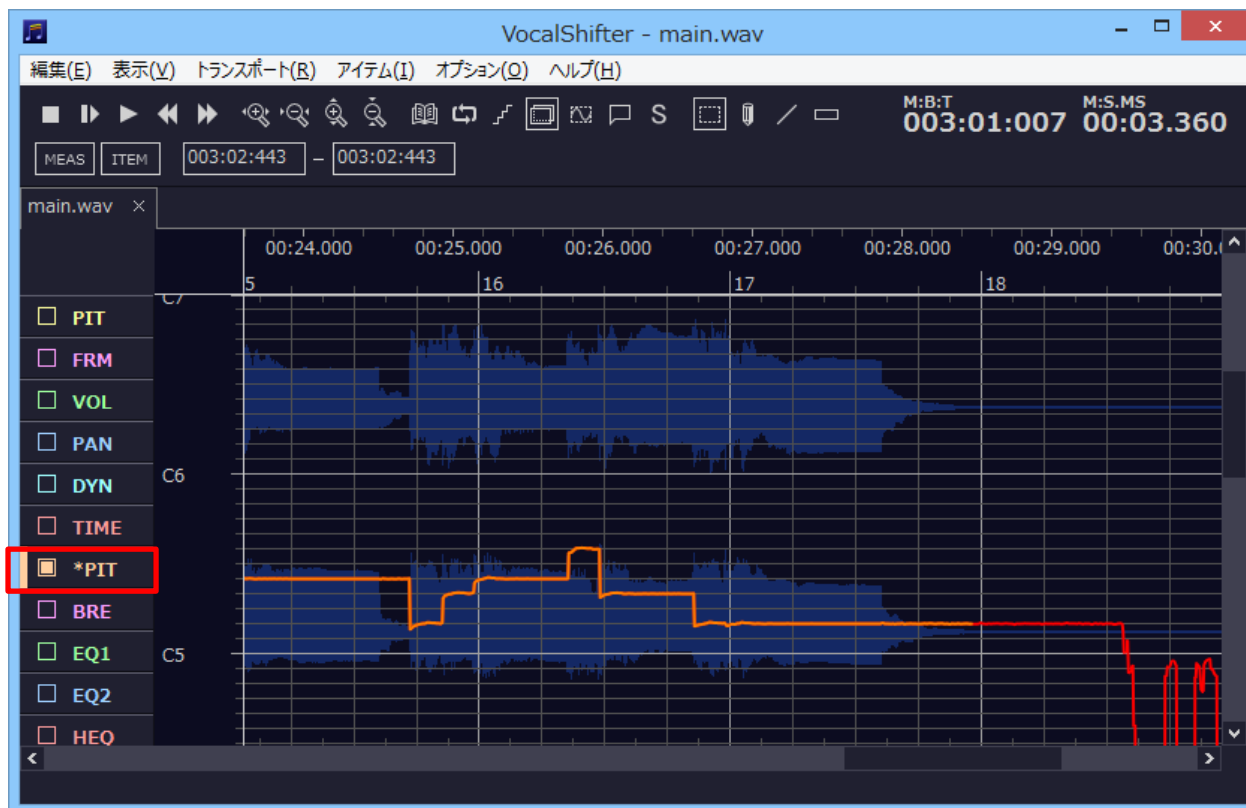 VocalShifter - main.wav
編集(E) 表示(V) トランスポート(R) アイテム(I) オプション(O) ヘルプ(H)
S
M:B:T M:S.MS
003:01:007 00:03.360
MEAS ITEM 003:02:443 – 003:02:443
main.wav ×
00:24.000 00:25.000 00:26.000 00:27.000 00:28.000 00:29.000 00:30.
5 16 17 18
C7
PIT
FRM
VOL
PAN
C6
DYN
TIME
*PIT
BRE
EQ1
C5
EQ2
HEQ